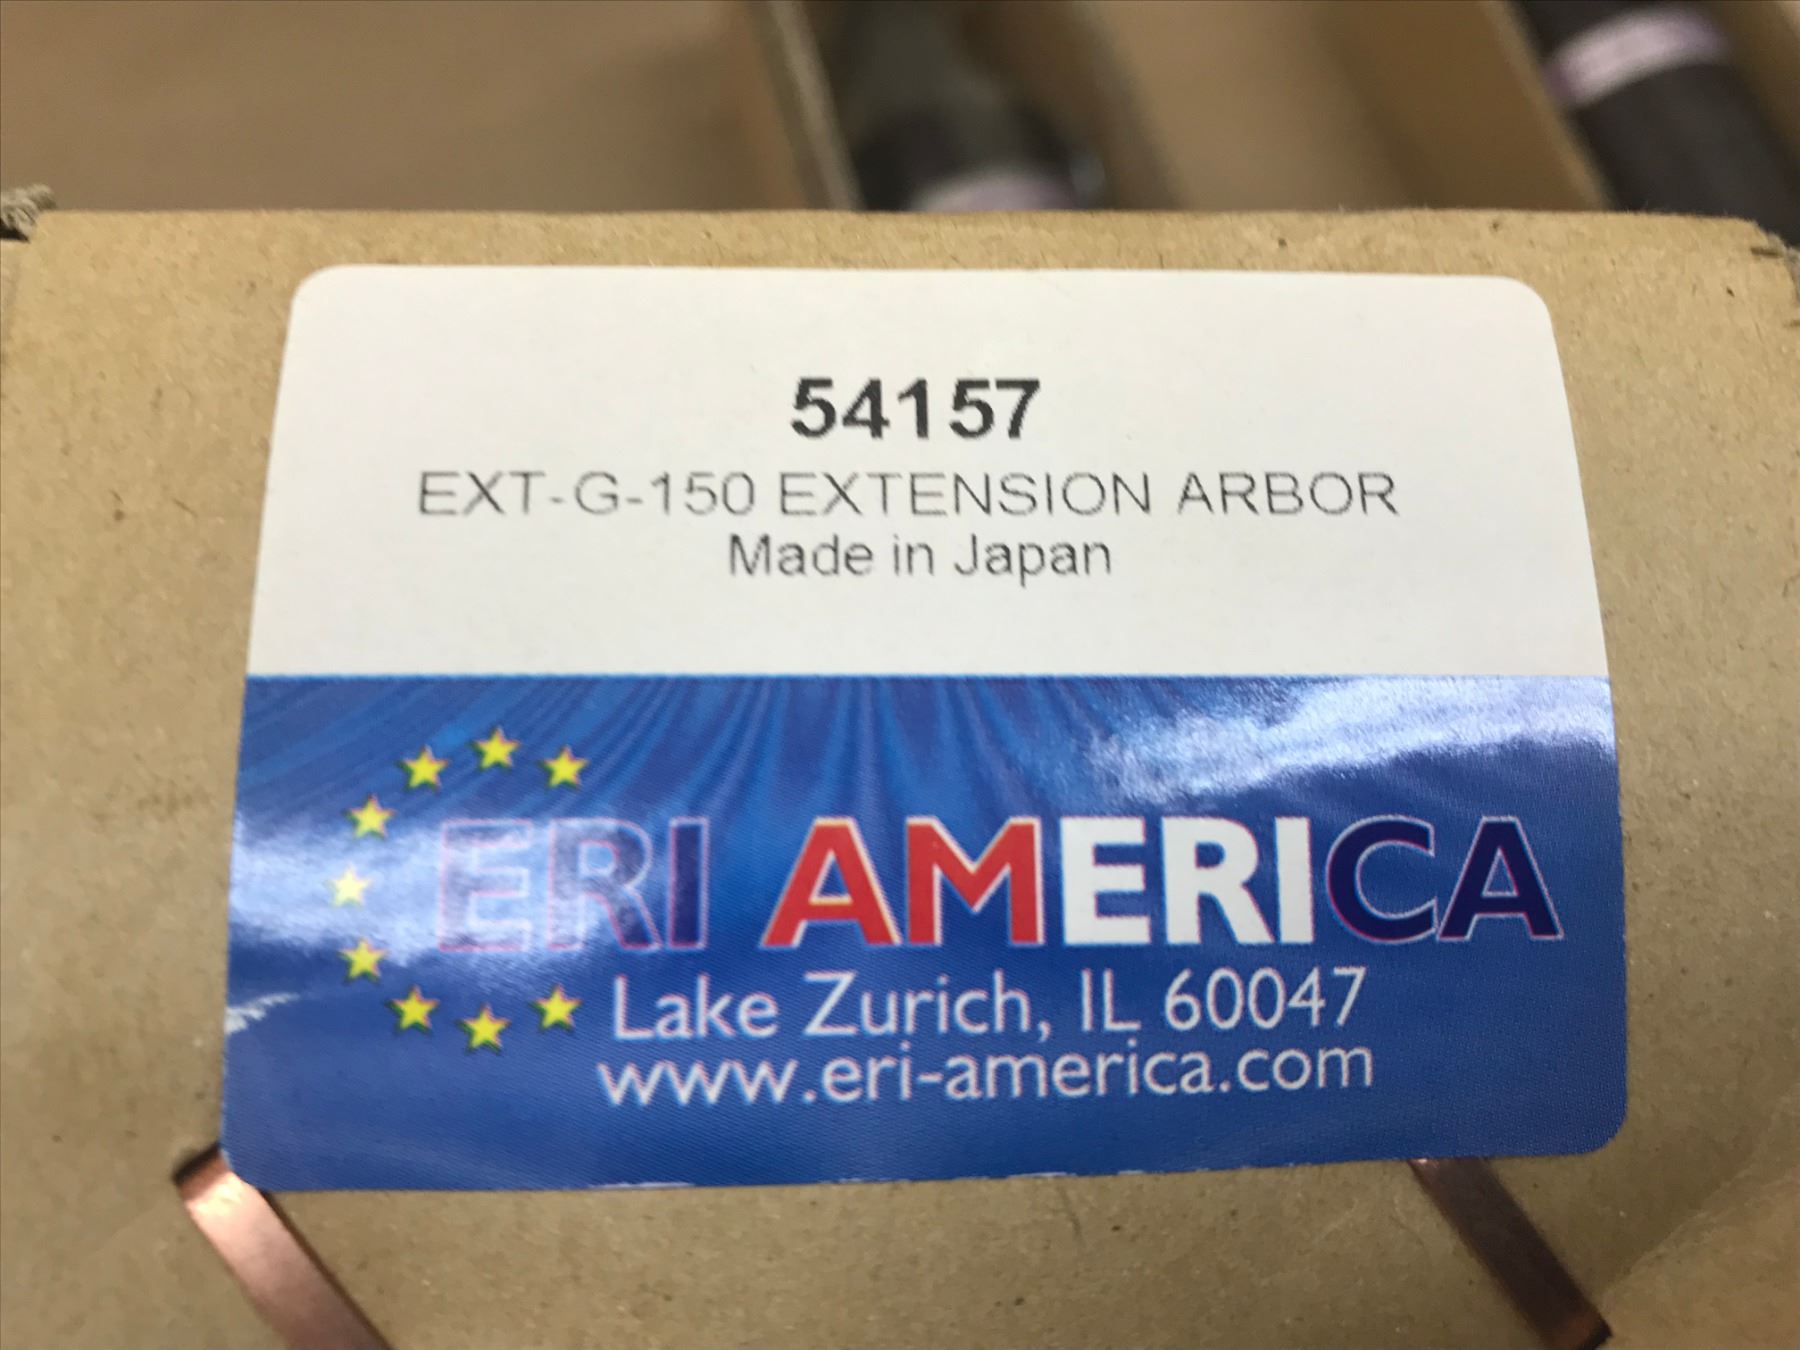 54157
EXT-G-150 EXTENSION ARBOR
Made in Japan
ERI AMERICA
Lake Zurich, IL 60047
www.eri-america.com